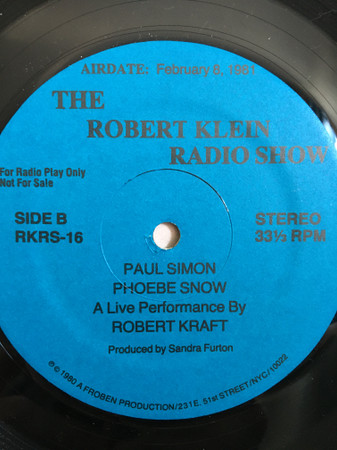 AIRDATE: February 6, 1981
THE
ROBERT KLEIN
RADIO SHOW
For Radio Play Only
Not For Sale
SIDE B
RKRS-16
STEREO
33⅓ RPM
PAUL SIMON
PHOEBE SNOW
A Live Performance By
ROBERT KRAFT
Produced by Sandra Furton
℗ © 1980 A FROBEN PRODUCTION/231 E. 51st STREET/NYC/10022